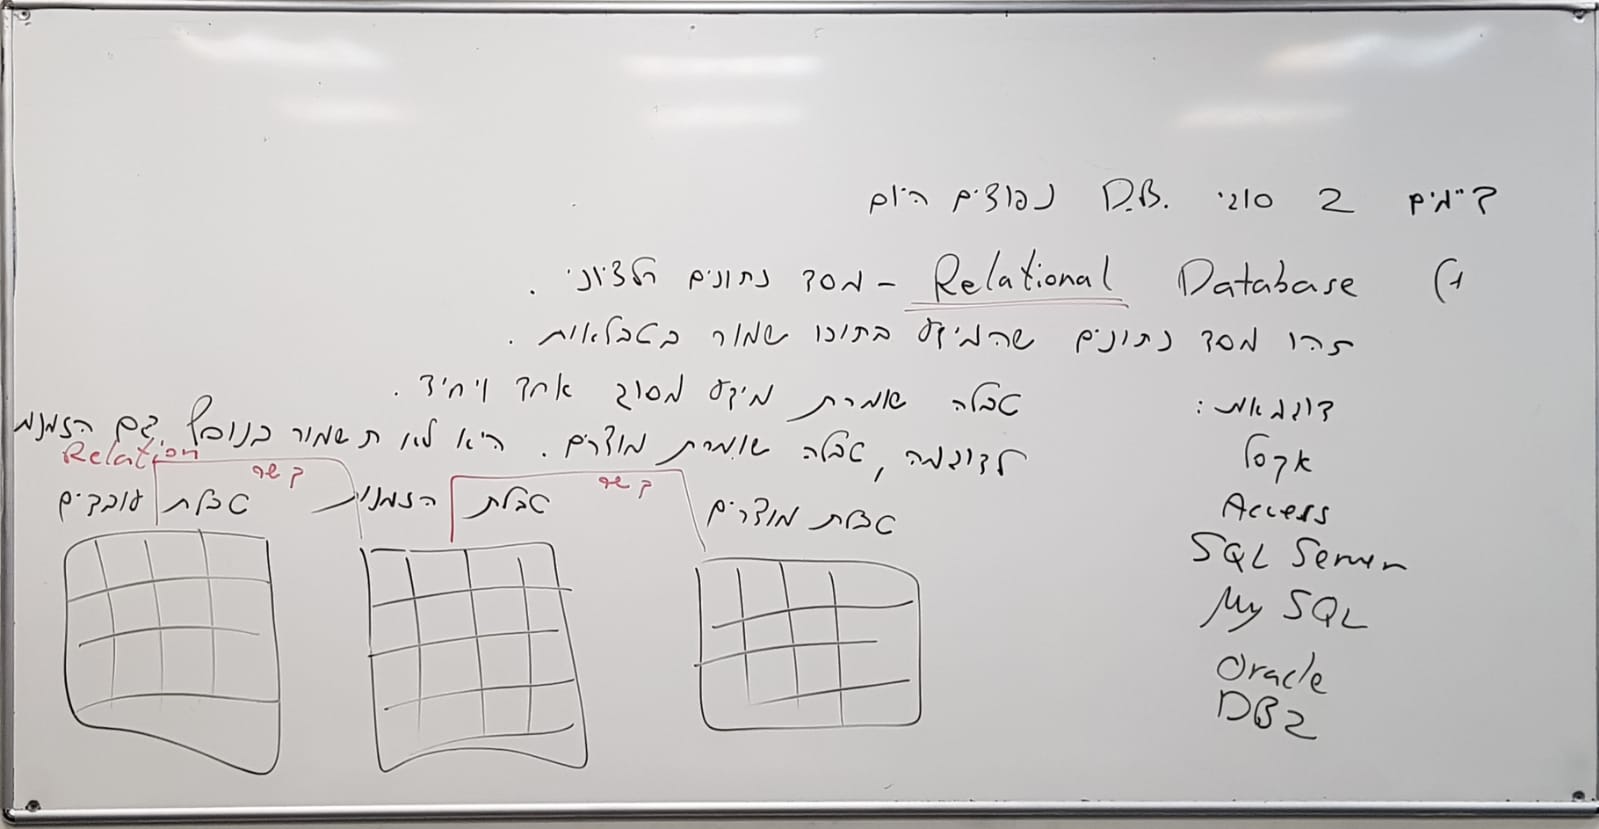 קיימים 2 סוגי D.B. נפוצים היום
1) Relational Database - מסד נתונים רלציוני.
זהו מסד נתונים שהמידע בתוכו שמור בטבלאות.
טבלה שומרת מידע מסוג אחד ויחיד.
לדוגמה, טבלה שומרת מוצרים. היא לא תשמור בנוסף גם הזמנות
דוגמאות:
אקסל
Access
SQL Server
My SQL
Oracle
DB2
Relation
קשר
קשר
טבלת מוצרים
טבלת הזמנות
טבלת עובדים